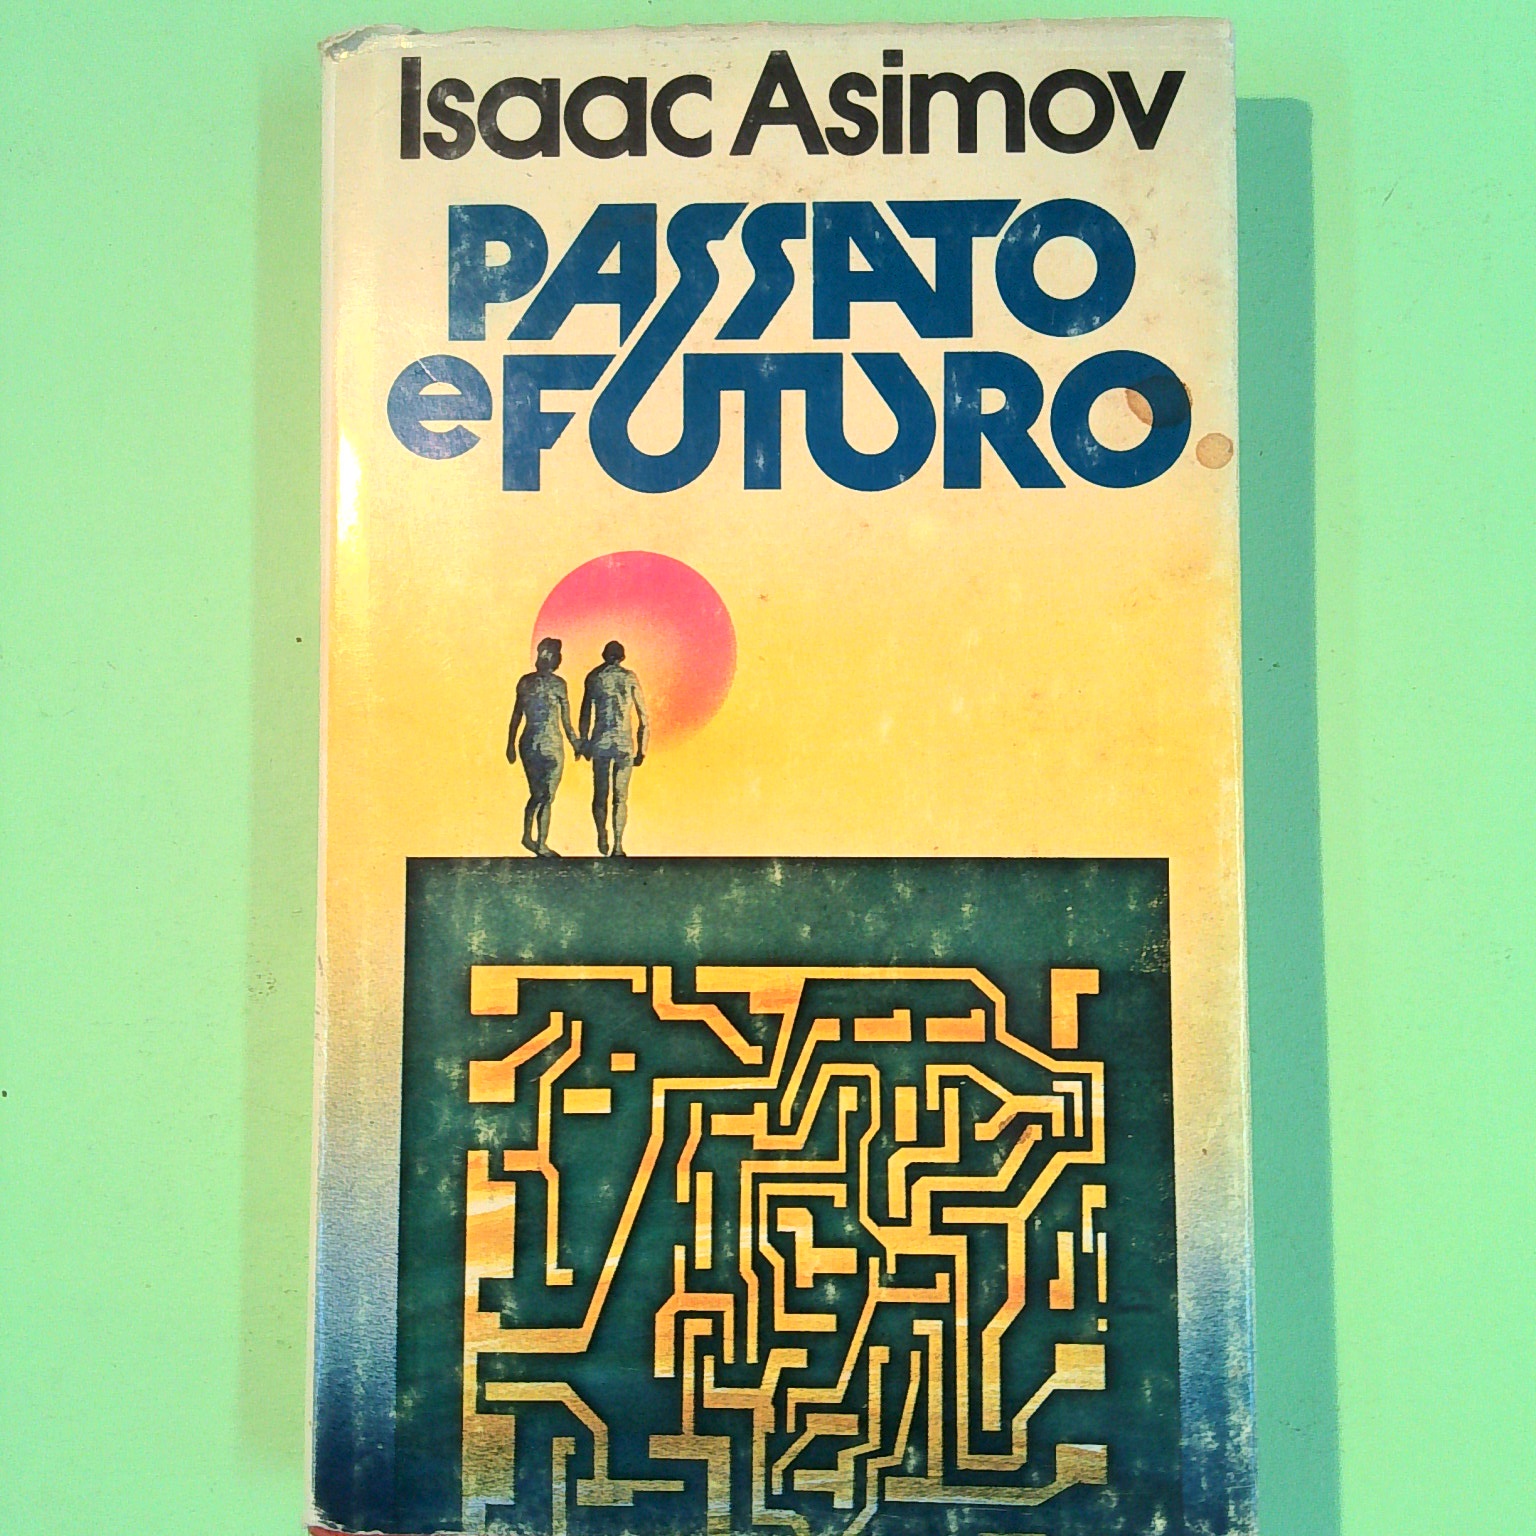 Isaac Asimov
PASSATO
e FUTURO